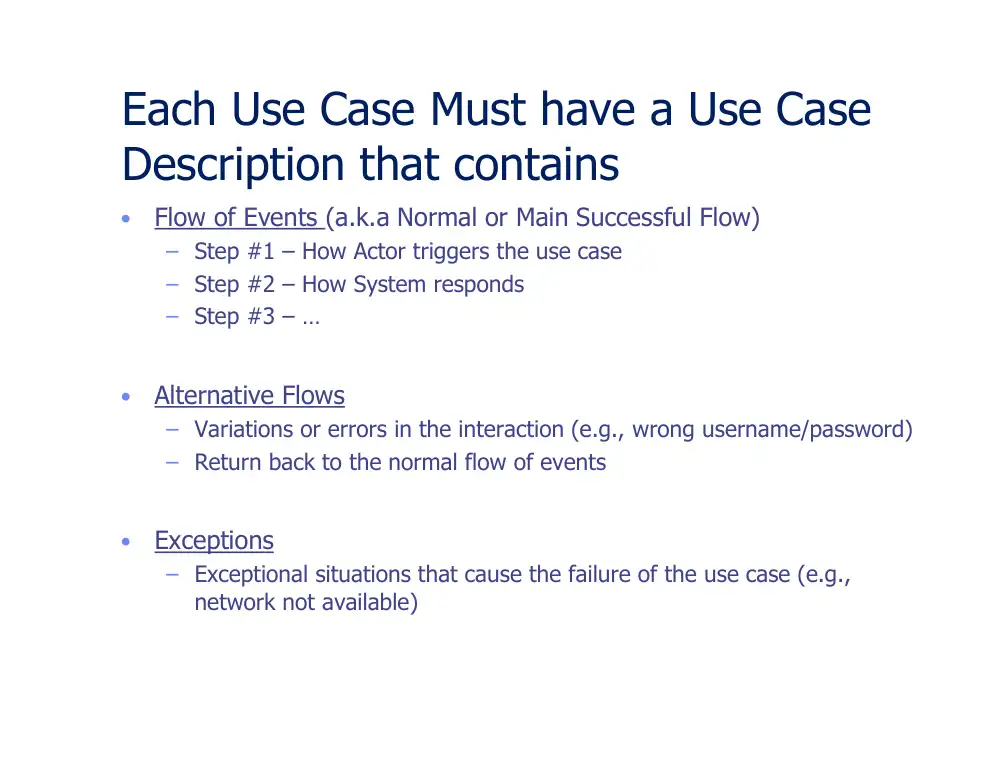 Each Use Case Must have a Use Case
Description that contains
• Flow of Events (a.k.a Normal or Main Successful Flow)
– Step #1 – How Actor triggers the use case
– Step #2 – How System responds
– Step #3 – …
• Alternative Flows
– Variations or errors in the interaction (e.g., wrong username/password)
– Return back to the normal flow of events
• Exceptions
– Exceptional situations that cause the failure of the use case (e.g.,
network not available)